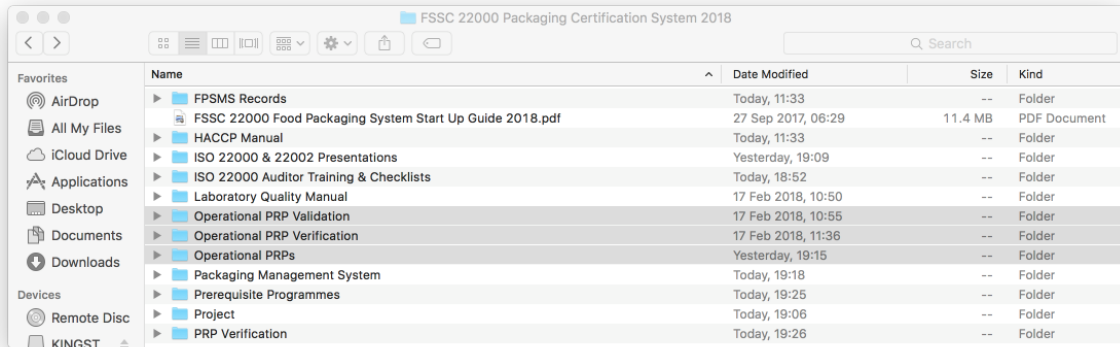 FSSC 22000 Packaging Certification System 2018
Search
Favorites
AirDrop
All My Files
iCloud Drive
Applications
Desktop
Documents
Downloads
Devices
Remote Disc
KINGST
Name Date Modified Size Kind
FPSMS Records Today, 11:33 -- Folder
FSSC 22000 Food Packaging System Start Up Guide 2018.pdf 27 Sep 2017, 06:29 11.4 MB PDF Document
HACCP Manual Today, 11:33 -- Folder
ISO 22000 & 22002 Presentations Yesterday, 19:09 -- Folder
ISO 22000 Auditor Training & Checklists Today, 18:52 -- Folder
Laboratory Quality Manual 17 Feb 2018, 10:50 -- Folder
Operational PRP Validation 17 Feb 2018, 10:55 -- Folder
Operational PRP Verification 17 Feb 2018, 11:36 -- Folder
Operational PRPs Yesterday, 19:15 -- Folder
Packaging Management System Today, 19:18 -- Folder
Prerequisite Programmes Today, 19:25 -- Folder
Project Today, 19:06 -- Folder
PRP Verification Today, 19:26 -- Folder